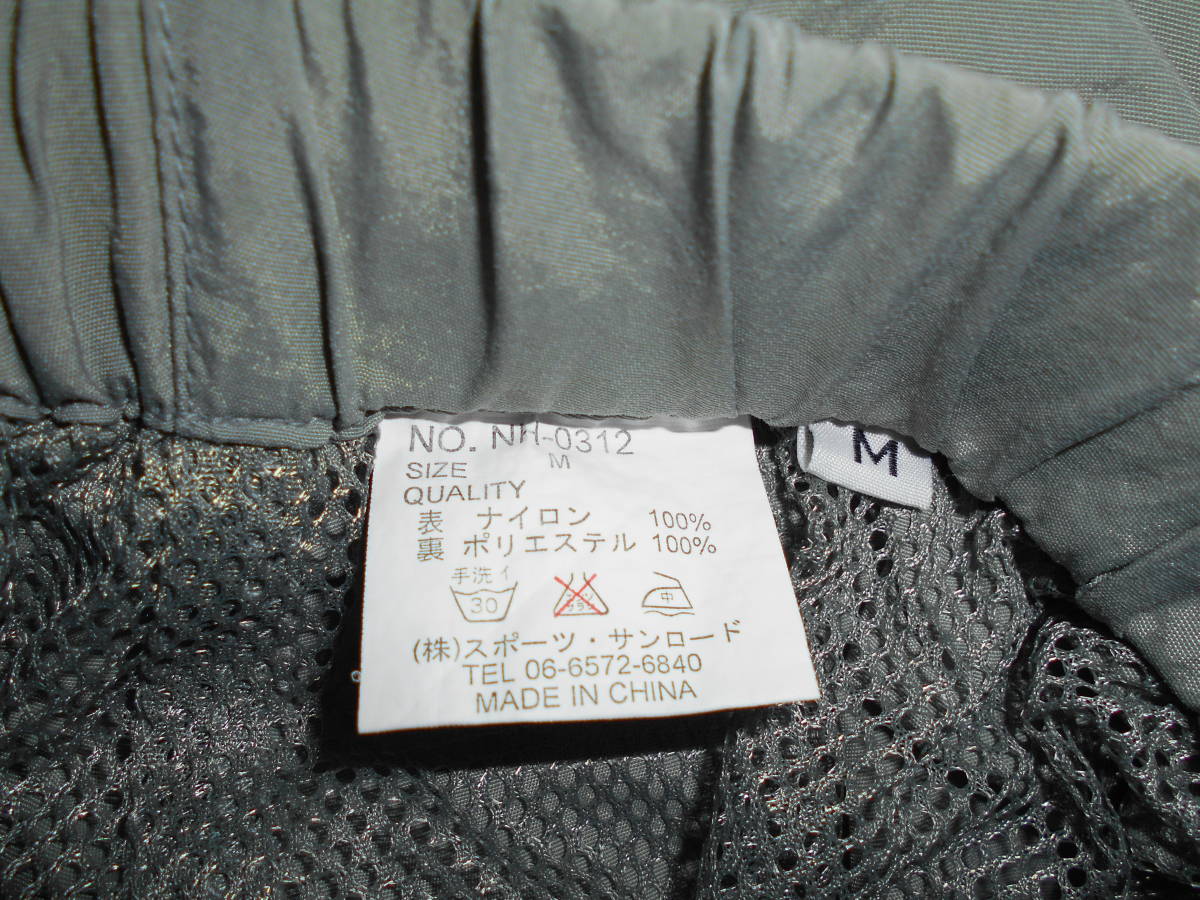 NO. NH-0312
SIZE M
QUALITY
表 ナイロン 100%
裏 ポリエステル 100%
手洗イ
30 中
(株)スポーツ・サンロード
TEL 06-6572-6840
MADE IN CHINA
M